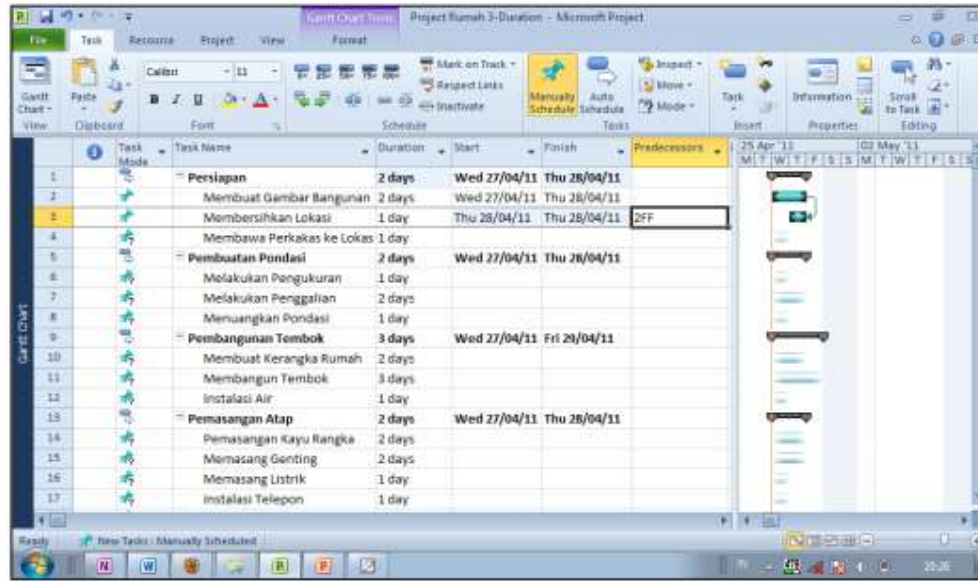 Gantt Chart Tools Project Rumah 3-Duration - Microsoft Project
File Task Resource Project View Format
Gantt Chart
View
Paste
Clipboard
Calibri 11
B I U A
Font
Mark on Track
Respect Links
Inactivate
Schedule
Manually Schedule
Auto Schedule
Inspect
Move
Mode
Tasks
Task
Insert
Information
Properties
Scroll to Task
Editing
Task Mode Task Name Duration Start Finish Predecessors 25 Apr '11 02 May '11
M T W T F S S M T W T F S S
1 Persiapan 2 days Wed 27/04/11 Thu 28/04/11
2 Membuat Gambar Bangunan 2 days Wed 27/04/11 Thu 28/04/11
3 Membersihkan Lokasi 1 day Thu 28/04/11 Thu 28/04/11 2FF
4 Membawa Perkakas ke Lokas 1 day
5 Pembuatan Pondasi 2 days Wed 27/04/11 Thu 28/04/11
6 Melakukan Pengukuran 1 day
7 Melakukan Penggalian 2 days
8 Menuangkan Pondasi 1 day
9 Pembangunan Tembok 3 days Wed 27/04/11 Fri 29/04/11
10 Membuat Kerangka Rumah 2 days
11 Membangun Tembok 3 days
12 Instalasi Air 1 day
13 Pemasangan Atap 2 days Wed 27/04/11 Thu 28/04/11
14 Pemasangan Kayu Rangka 2 days
15 Memasang Genting 2 days
16 Memasang Listrik 1 day
17 Instalasi Telepon 1 day
Gantt Chart
Ready New Tasks : Manually Scheduled
20:26